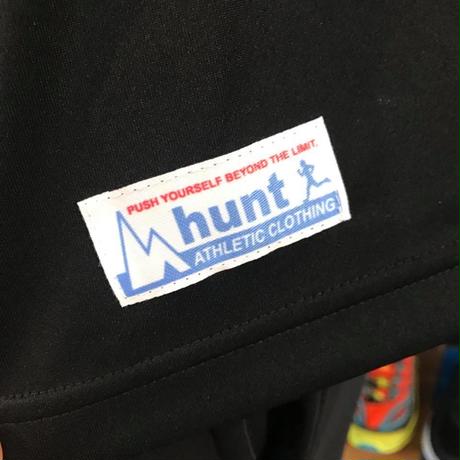 PUSH YOURSELF BEYOND THE LIMIT.
hunt
ATHLETIC CLOTHING